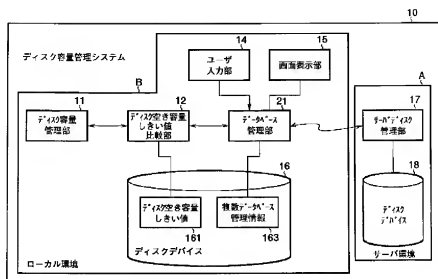 10
ディスク容量管理システム
B
14
ユーザ
入力部
15
画面表示部
A
11
ディスク容量
管理部
12
ディスク空き容量
しきい値
比較部
21
データベース
管理部
17
サーバディスク
管理部
16
ディスク空き容量
しきい値
161
複数データベース
管理情報
163
ディスクデバイス
18
ディスク
デバイス
ローカル環境
サーバ環境